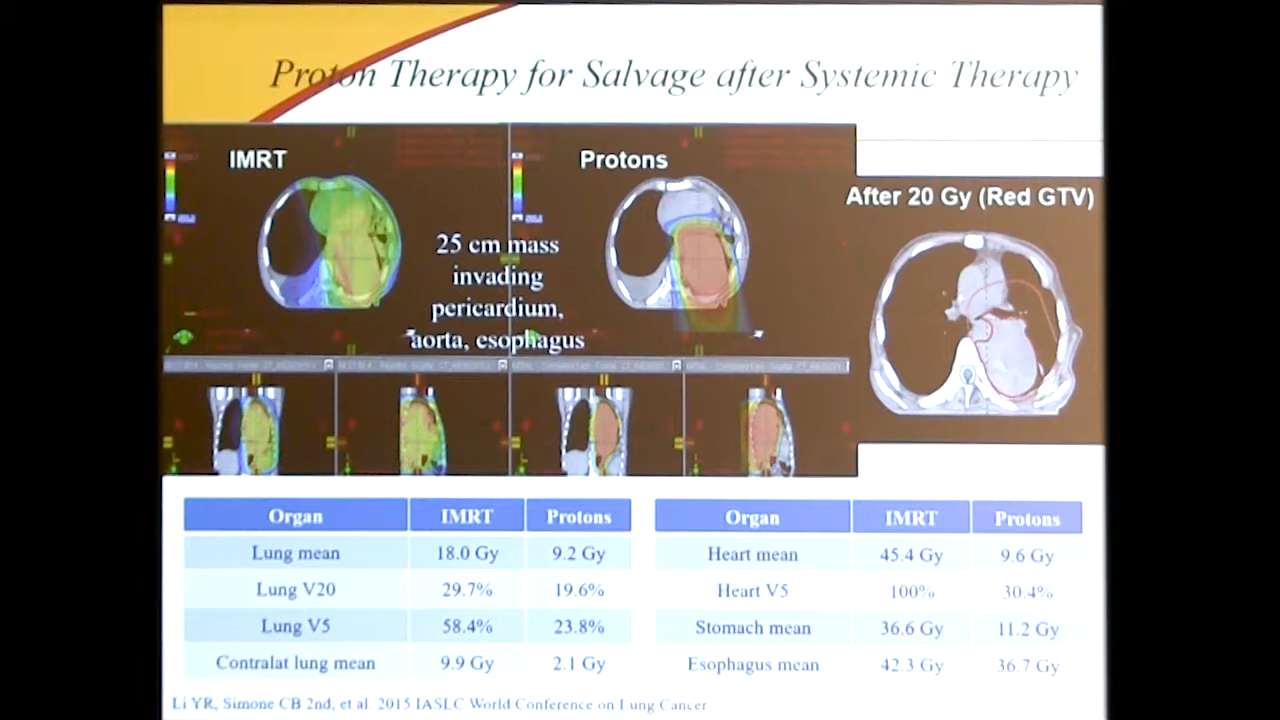 Proton Therapy for Salvage after Systemic Therapy
IMRT
Protons
After 20 Gy (Red GTV)
25 cm mass
invading
pericardium,
aorta, esophagus
Organ IMRT Protons
Lung mean 18.0 Gy 9.2 Gy
Lung V20 29.7% 19.6%
Lung V5 58.4% 23.8%
Contralat lung mean 9.9 Gy 2.1 Gy
Organ IMRT Protons
Heart mean 45.4 Gy 9.6 Gy
Heart V5 100% 30.4%
Stomach mean 36.6 Gy 11.2 Gy
Esophagus mean 42.3 Gy 36.7 Gy
Li YR, Simone CB 2nd, et al. 2015 IASLC World Conference on Lung Cancer